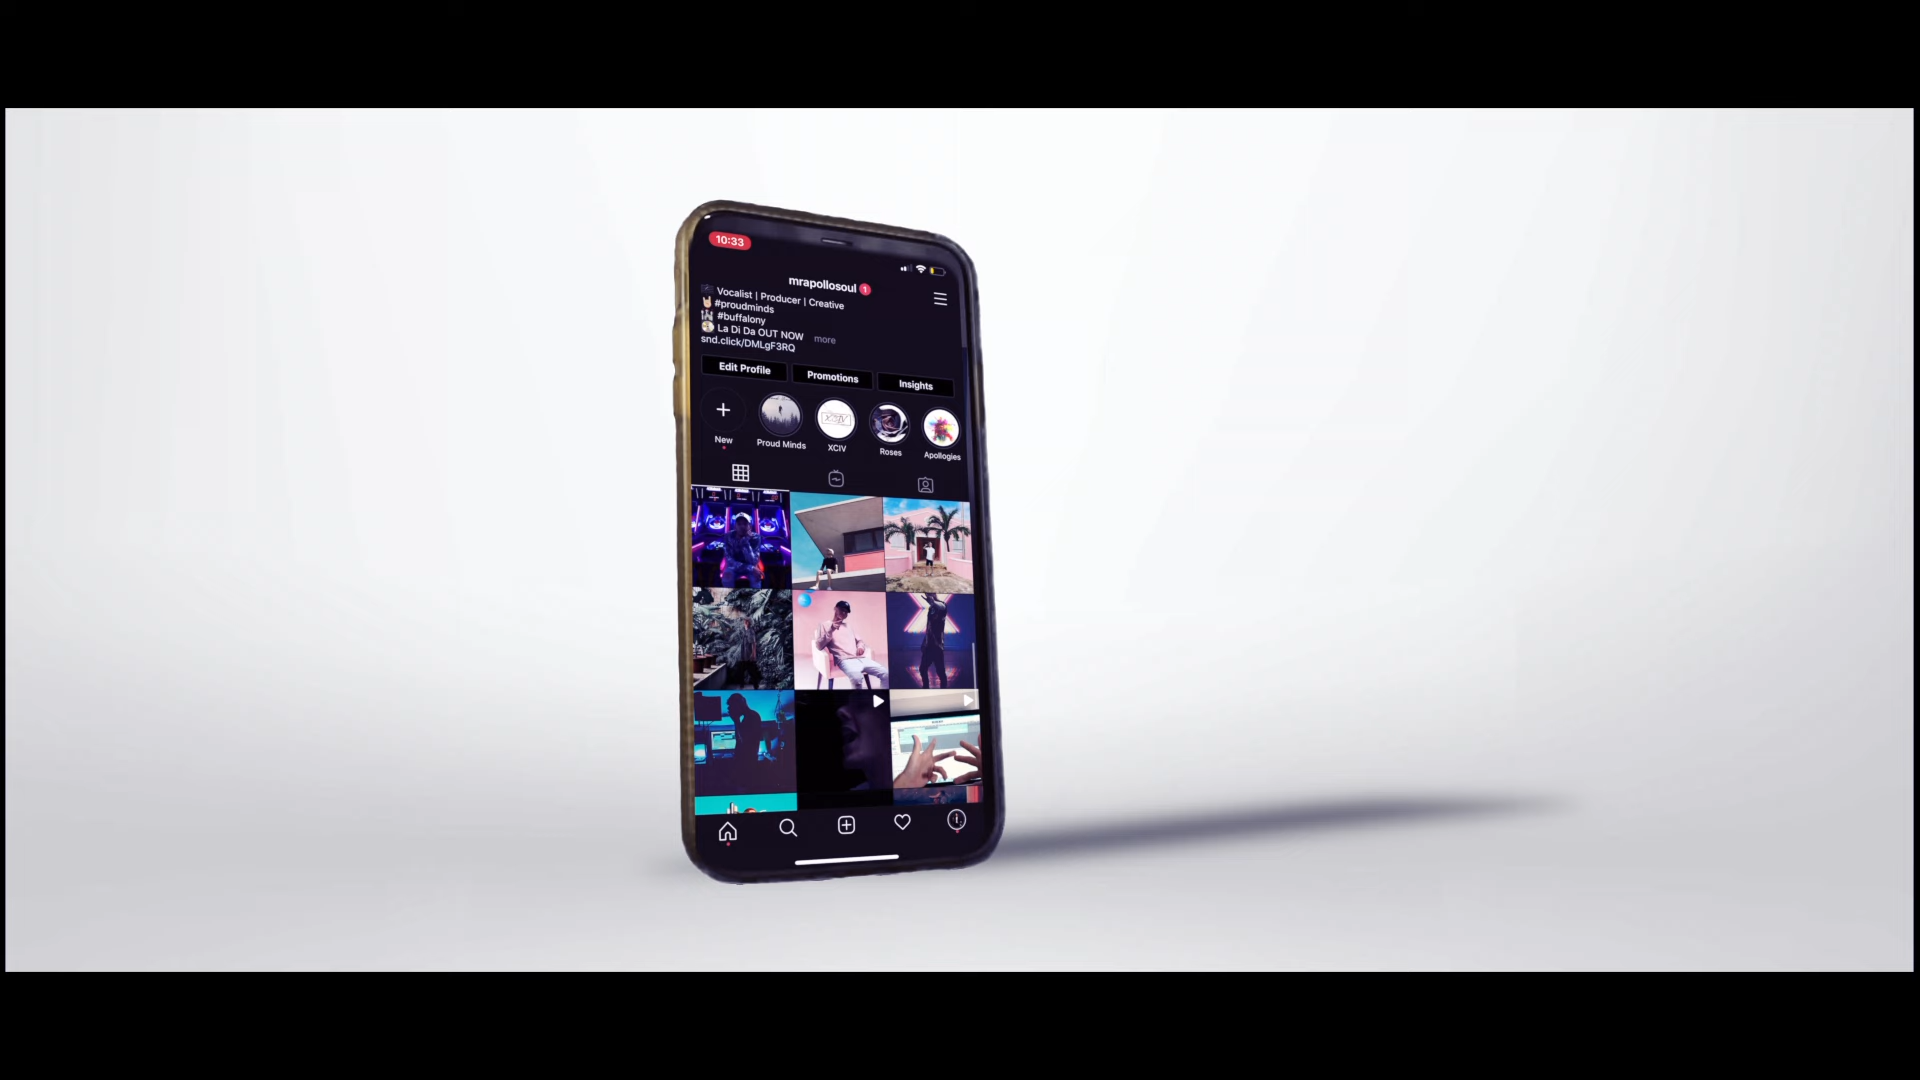 10:33
mrapollosoul 1
Vocalist | Producer | Creative
#proudminds
#buffalony
La Di Da OUT NOW more
snd.click/DMLgF3RQ
Edit Profile Promotions Insights
New Proud Minds XCIV Roses Apollogies